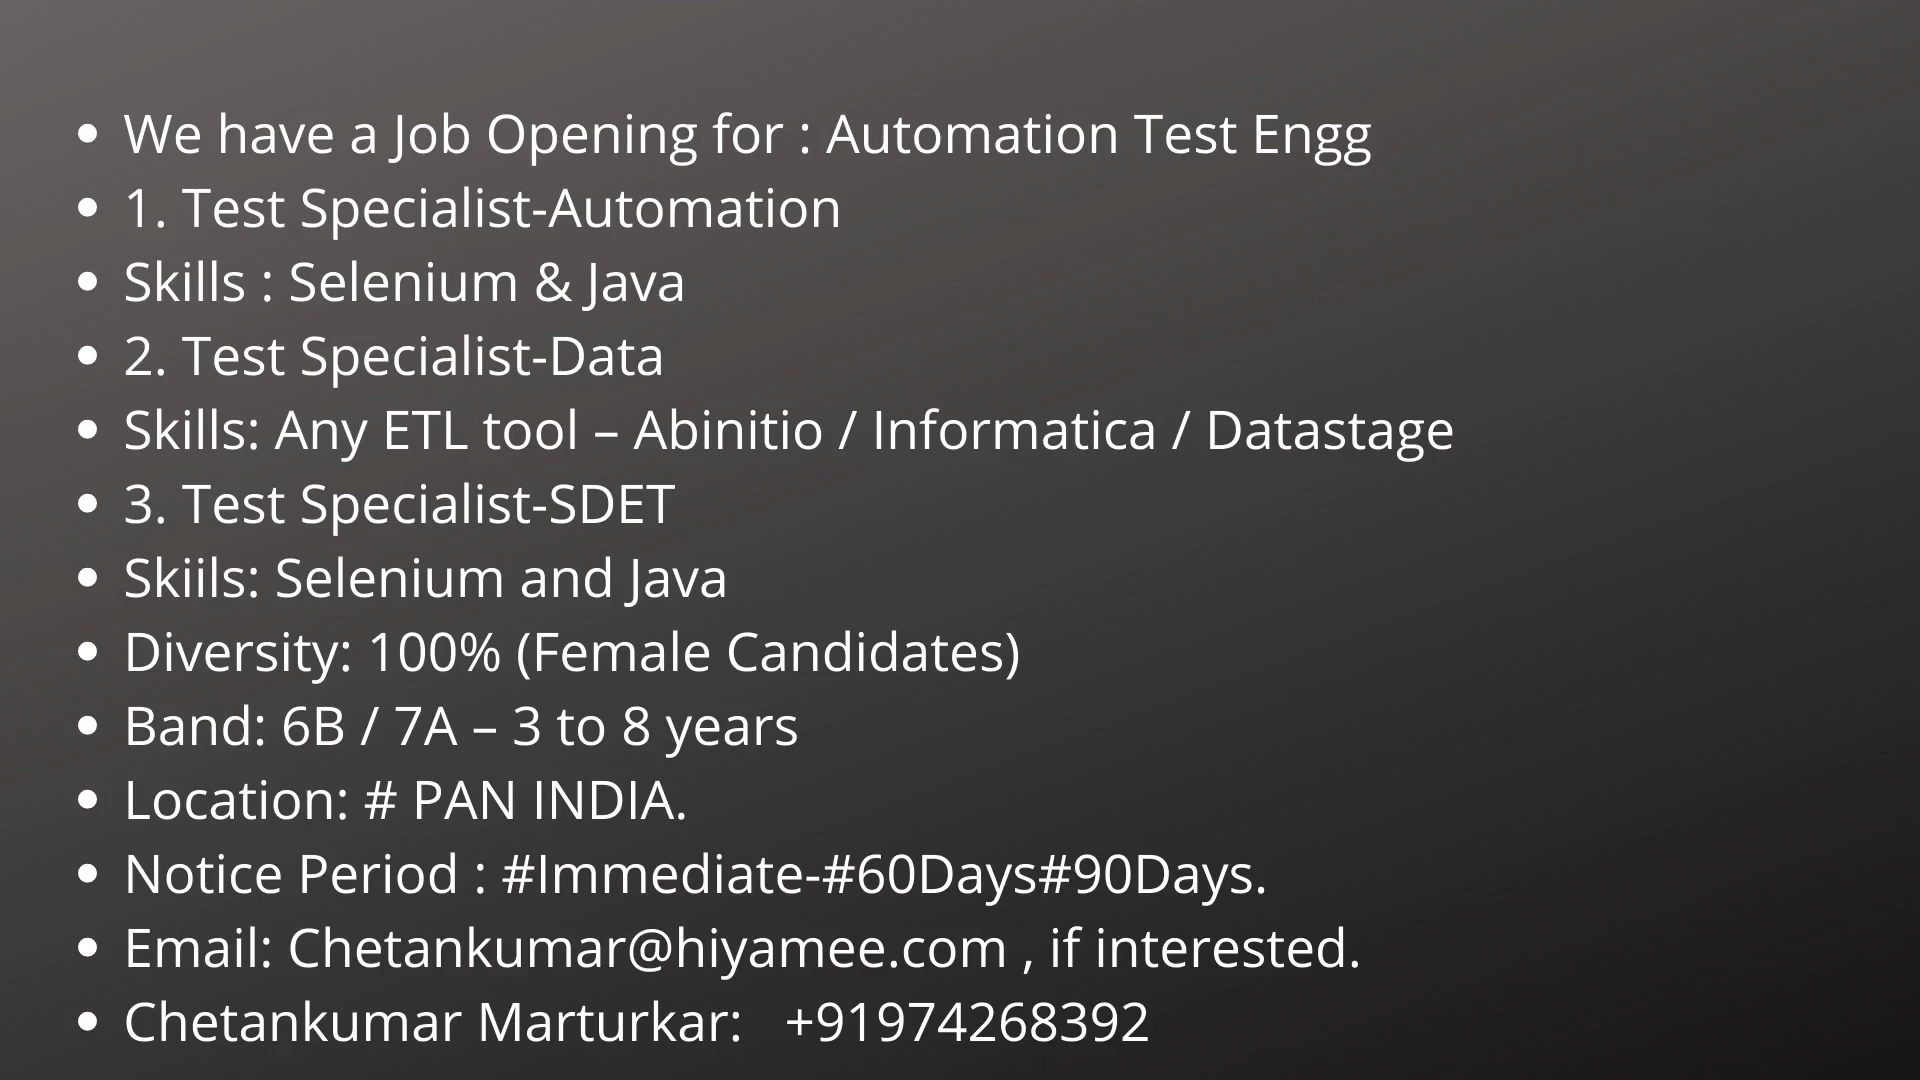 • We have a Job Opening for : Automation Test Engg
• 1. Test Specialist-Automation
• Skills : Selenium & Java
• 2. Test Specialist-Data
• Skills: Any ETL tool – Abinitio / Informatica / Datastage
• 3. Test Specialist-SDET
• Skiils: Selenium and Java
• Diversity: 100% (Female Candidates)
• Band: 6B / 7A – 3 to 8 years
• Location: # PAN INDIA.
• Notice Period : #Immediate-#60Days#90Days.
• Email: Chetankumar@hiyamee.com , if interested.
• Chetankumar Marturkar:   +91974268392